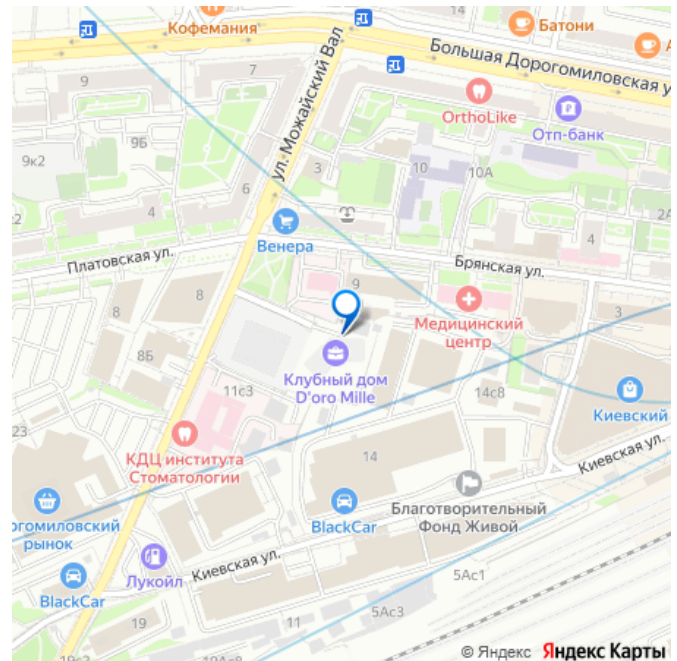 Кофемания
14
Батони
9
7
Большая Дорогомиловская у
ул. Можайский Вал
OrthoLike
Отп-банк
9Б
9к2
3
10
10А
6
4
2А
Венера
4
Платовская ул.
Брянская ул.
9
8
8
3
Медицинский
центр
8Б
Клубный дом
D'oro Mille
11с3
14с8
Киевский
23
КДЦ института
Стоматологии
14
Киевская ул.
Благотворительный
Фонд Живой
рогомиловский
рынок
BlackCar
Лукойл
Киевская ул.
5Ас1
BlackCar
19
11
5Ас3
© Яндекс Яндекс Карты